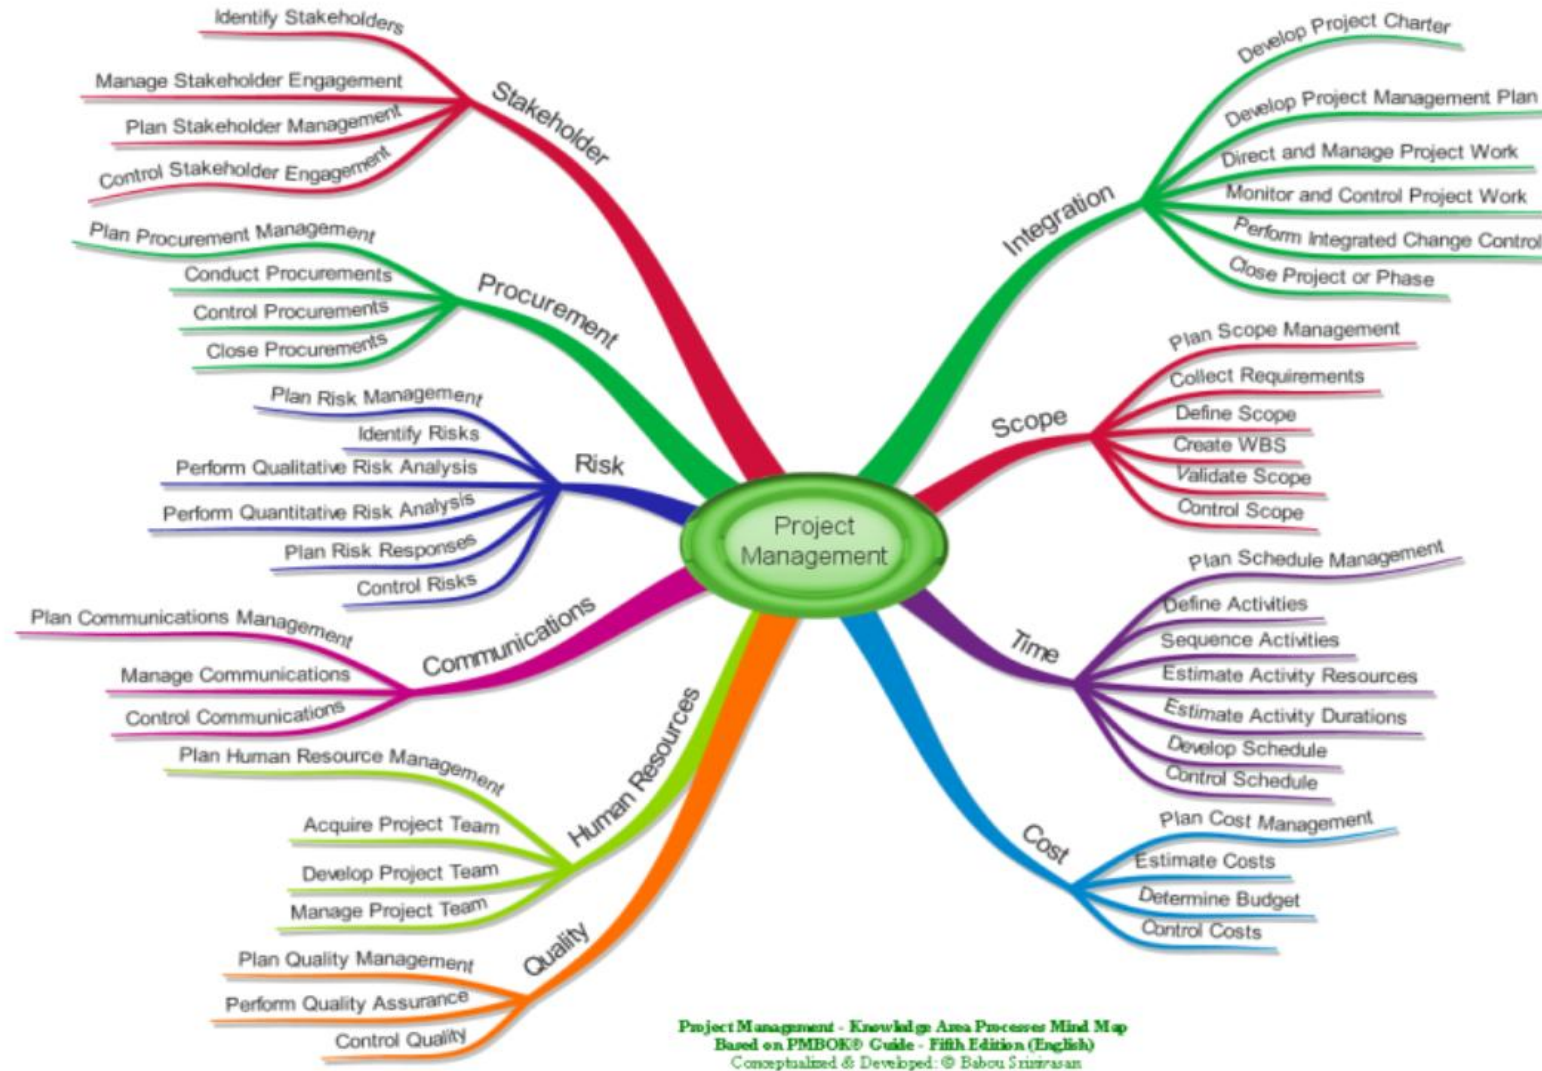 Project
Management
Integration
Develop Project Charter
Develop Project Management Plan
Direct and Manage Project Work
Monitor and Control Project Work
Perform Integrated Change Control
Close Project or Phase
Scope
Plan Scope Management
Collect Requirements
Define Scope
Create WBS
Validate Scope
Control Scope
Time
Plan Schedule Management
Define Activities
Sequence Activities
Estimate Activity Resources
Estimate Activity Durations
Develop Schedule
Control Schedule
Cost
Plan Cost Management
Estimate Costs
Determine Budget
Control Costs
Quality
Plan Quality Management
Perform Quality Assurance
Control Quality
Human Resources
Plan Human Resource Management
Acquire Project Team
Develop Project Team
Manage Project Team
Communications
Plan Communications Management
Manage Communications
Control Communications
Risk
Plan Risk Management
Identify Risks
Perform Qualitative Risk Analysis
Perform Quantitative Risk Analysis
Plan Risk Responses
Control Risks
Procurement
Plan Procurement Management
Conduct Procurements
Control Procurements
Close Procurements
Stakeholder
Identify Stakeholders
Manage Stakeholder Engagement
Plan Stakeholder Management
Control Stakeholder Engagement
Project Management - Knowledge Area Processes Mind Map
Based on PMBOK® Guide - Fifth Edition (English)
Conceptualized & Developed: © Babou Srinivasan